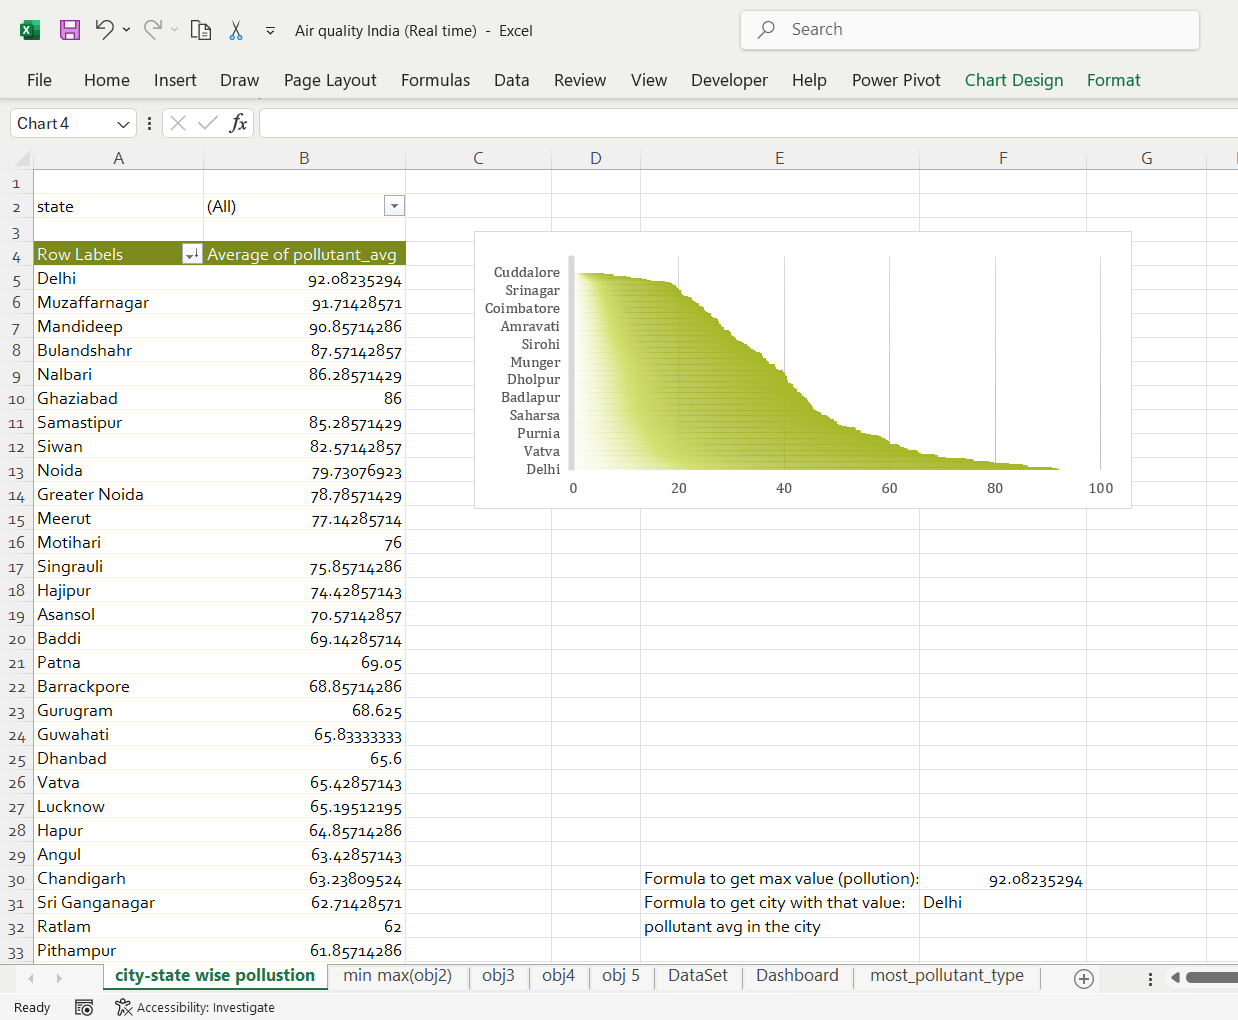 Air quality India (Real time) - Excel
Search
File Home Insert Draw Page Layout Formulas Data Review View Developer Help Power Pivot Chart Design Format
Chart 4 fx
A B C D E F G
1
2 state (All)
3
4 Row Labels Average of pollutant_avg
5 Delhi 92.08235294
6 Muzaffarnagar 91.71428571
7 Mandideep 90.85714286
8 Bulandshahr 87.57142857
9 Nalbari 86.28571429
10 Ghaziabad 86
11 Samastipur 85.28571429
12 Siwan 82.57142857
13 Noida 79.73076923
14 Greater Noida 78.78571429
15 Meerut 77.14285714
16 Motihari 76
17 Singrauli 75.85714286
18 Hajipur 74.42857143
19 Asansol 70.57142857
20 Baddi 69.14285714
21 Patna 69.05
22 Barrackpore 68.85714286
23 Gurugram 68.625
24 Guwahati 65.83333333
25 Dhanbad 65.6
26 Vatva 65.42857143
27 Lucknow 65.19512195
28 Hapur 64.85714286
29 Angul 63.42857143
30 Chandigarh 63.23809524
31 Sri Ganganagar 62.71428571
32 Ratlam 62
33 Pithampur 61.85714286
Cuddalore
Srinagar
Coimbatore
Amravati
Sirohi
Munger
Dholpur
Badlapur
Saharsa
Purnia
Vatva
Delhi
0 20 40 60 80 100
Formula to get max value (pollution): 92.08235294
Formula to get city with that value: Delhi
pollutant avg in the city
city-state wise pollustion min max(obj2) obj3 obj4 obj 5 DataSet Dashboard most_pollutant_type
Ready Accessibility: Investigate